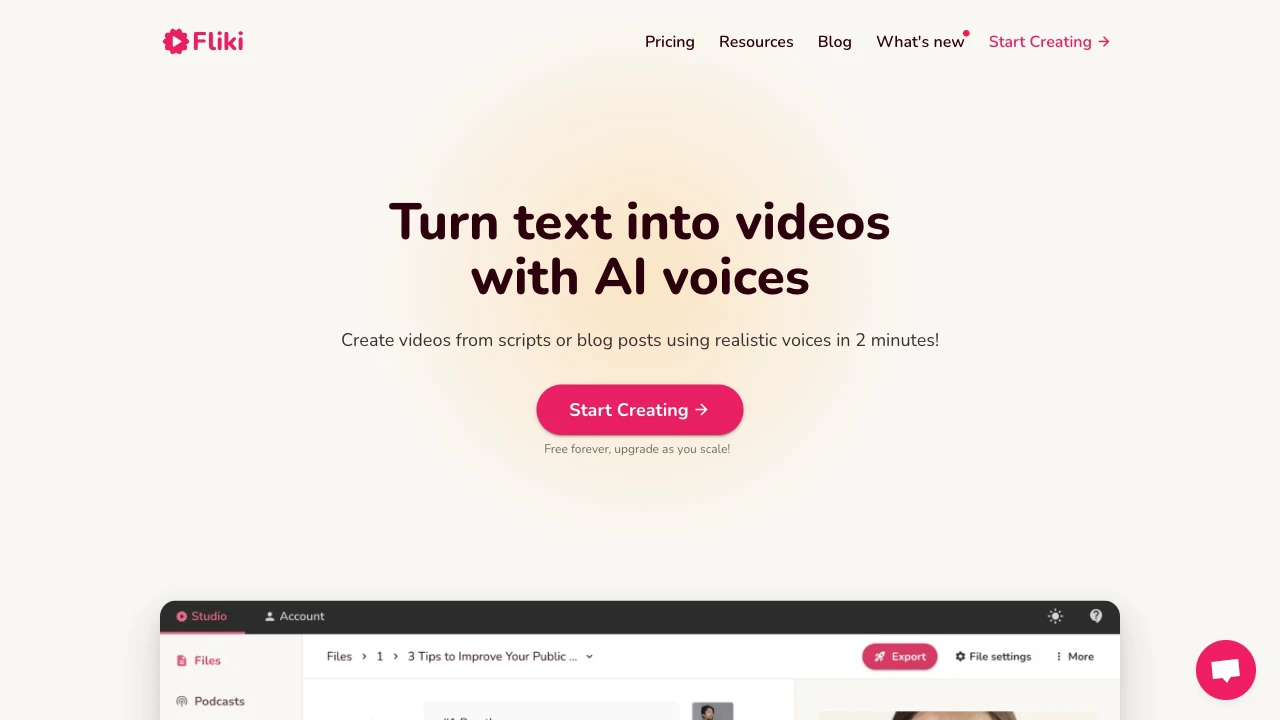 Fliki
Pricing
Resources
Blog
What's new
Start Creating →
Turn text into videos
with AI voices
Create videos from scripts or blog posts using realistic voices in 2 minutes!
Start Creating →
Free forever, upgrade as you scale!
Studio
Account
Files
Podcasts
Files > 1 > 3 Tips to Improve Your Public ...
Export
File settings
More